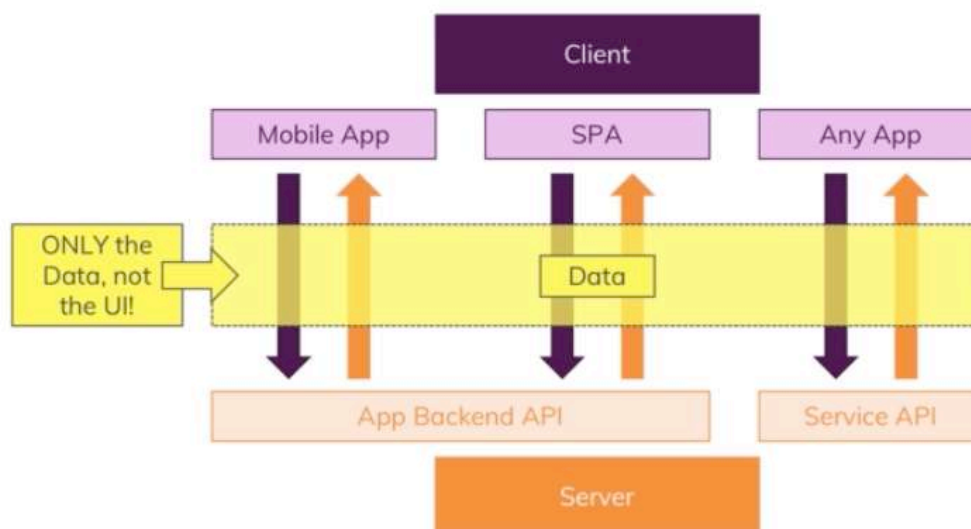 Client
Mobile App
SPA
Any App
ONLY the
Data, not
the UI!
Data
App Backend API
Service API
Server